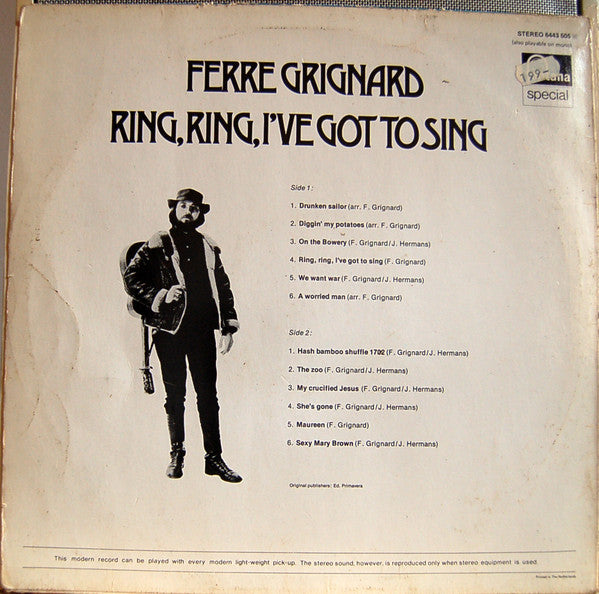 STEREO 6443 505
(also playable on mono)
199-
special
FERRE GRIGNARD
RING, RING, I'VE GOT TO SING
Side 1:
1. Drunken sailor (arr. F. Grignard)
2. Diggin' my potatoes (arr. F. Grignard)
3. On the Bowery (F. Grignard/J. Hermans)
4. Ring, ring, I've got to sing (F. Grignard)
5. We want war (F. Grignard/J. Hermans)
6. A worried man (arr. F. Grignard)
Side 2:
1. Hash bamboo shuffle 1702 (F. Grignard/J. Hermans)
2. The zoo (F. Grignard/J. Hermans)
3. My crucified Jesus (F. Grignard/J. Hermans)
4. She's gone (F. Grignard/J. Hermans)
5. Maureen (F. Grignard)
6. Sexy Mary Brown (F. Grignard/J. Hermans)
Original publishers: Ed. Primavera
This modern record can be played with every modern light-weight pick-up. The stereo sound, however, is reproduced only when stereo equipment is used.
Printed in The Netherlands